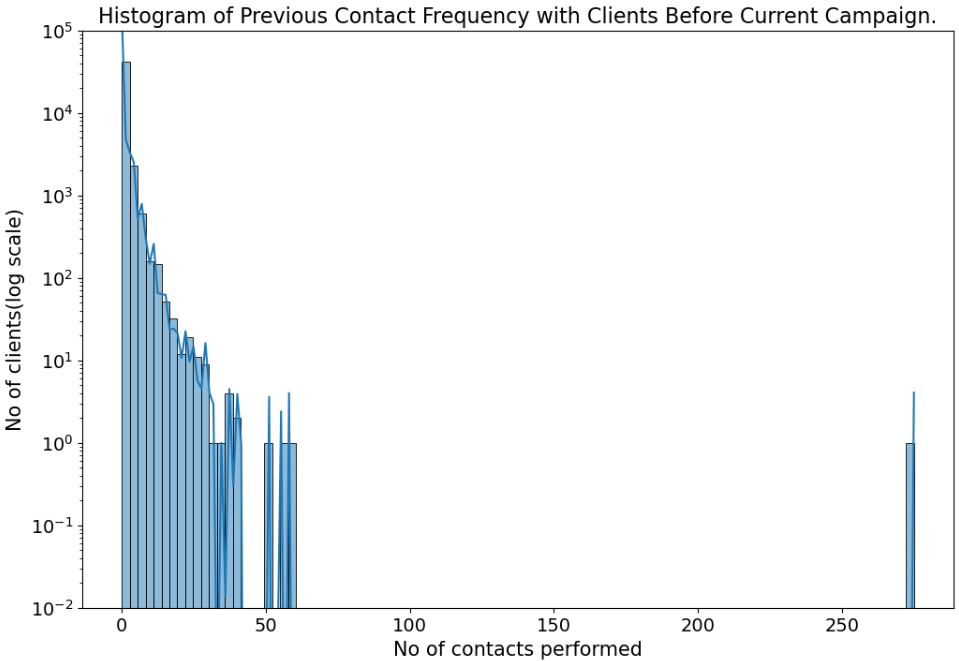 Histogram of Previous Contact Frequency with Clients Before Current Campaign.
10^5
10^4
10^3
10^2
10^1
10^0
10^-1
10^-2
No of clients(log scale)
0 50 100 150 200 250
No of contacts performed